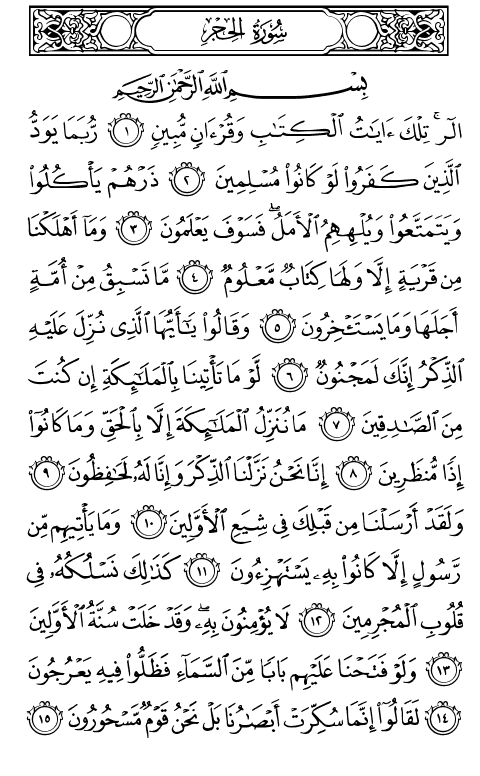 سُورَةُ الحِجْرِ
بِسْمِ اللَّهِ الرَّحْمَٰنِ الرَّحِيمِ
الٓرۚ تِلْكَ ءَايَٰتُ ٱلْكِتَٰبِ وَقُرْءَانٍ مُّبِينٍ ١ رُّبَمَا يَوَدُّ
ٱلَّذِينَ كَفَرُوا۟ لَوْ كَانُوا۟ مُسْلِمِينَ ٢ ذَرْهُمْ يَأْكُلُوا۟
وَيَتَمَتَّعُوا۟ وَيُلْهِهِمُ ٱلْأَمَلُۖ فَسَوْفَ يَعْلَمُونَ ٣ وَمَآ أَهْلَكْنَا
مِن قَرْيَةٍ إِلَّا وَلَهَا كِتَابٌ مَّعْلُومٌ ٤ مَّا تَسْبِقُ مِنْ أُمَّةٍ
أَجَلَهَا وَمَا يَسْتَـْٔخِرُونَ ٥ وَقَالُوا۟ يَٰٓأَيُّهَا ٱلَّذِى نُزِّلَ عَلَيْهِ
ٱلذِّكْرُ إِنَّكَ لَمَجْنُونٌ ٦ لَّوْ مَا تَأْتِينَا بِٱلْمَلَٰٓئِكَةِ إِن كُنتَ
مِنَ ٱلصَّٰدِقِينَ ٧ مَا نُنَزِّلُ ٱلْمَلَٰٓئِكَةَ إِلَّا بِٱلْحَقِّ وَمَا كَانُوٓا۟
إِذًا مُّنظَرِينَ ٨ إِنَّا نَحْنُ نَزَّلْنَا ٱلذِّكْرَ وَإِنَّا لَهُۥ لَحَٰفِظُونَ ٩
وَلَقَدْ أَرْسَلْنَا مِن قَبْلِكَ فِى شِيَعِ ٱلْأَوَّلِينَ ١٠ وَمَا يَأْتِيهِم مِّن
رَّسُولٍ إِلَّا كَانُوا۟ بِهِۦ يَسْتَهْزِءُونَ ١١ كَذَٰلِكَ نَسْلُكُهُۥ فِى
قُلُوبِ ٱلْمُجْرِمِينَ ١٢ لَا يُؤْمِنُونَ بِهِۦۖ وَقَدْ خَلَتْ سُنَّةُ ٱلْأَوَّلِينَ
١٣ وَلَوْ فَتَحْنَا عَلَيْهِم بَابًا مِّنَ ٱلسَّمَآءِ فَظَلُّوا۟ فِيهِ يَعْرُجُونَ
١٤ لَقَالُوٓا۟ إِنَّمَا سُكِّرَتْ أَبْصَٰرُنَا بَلْ نَحْنُ قَوْمٌ مَّسْحُورُونَ ١٥